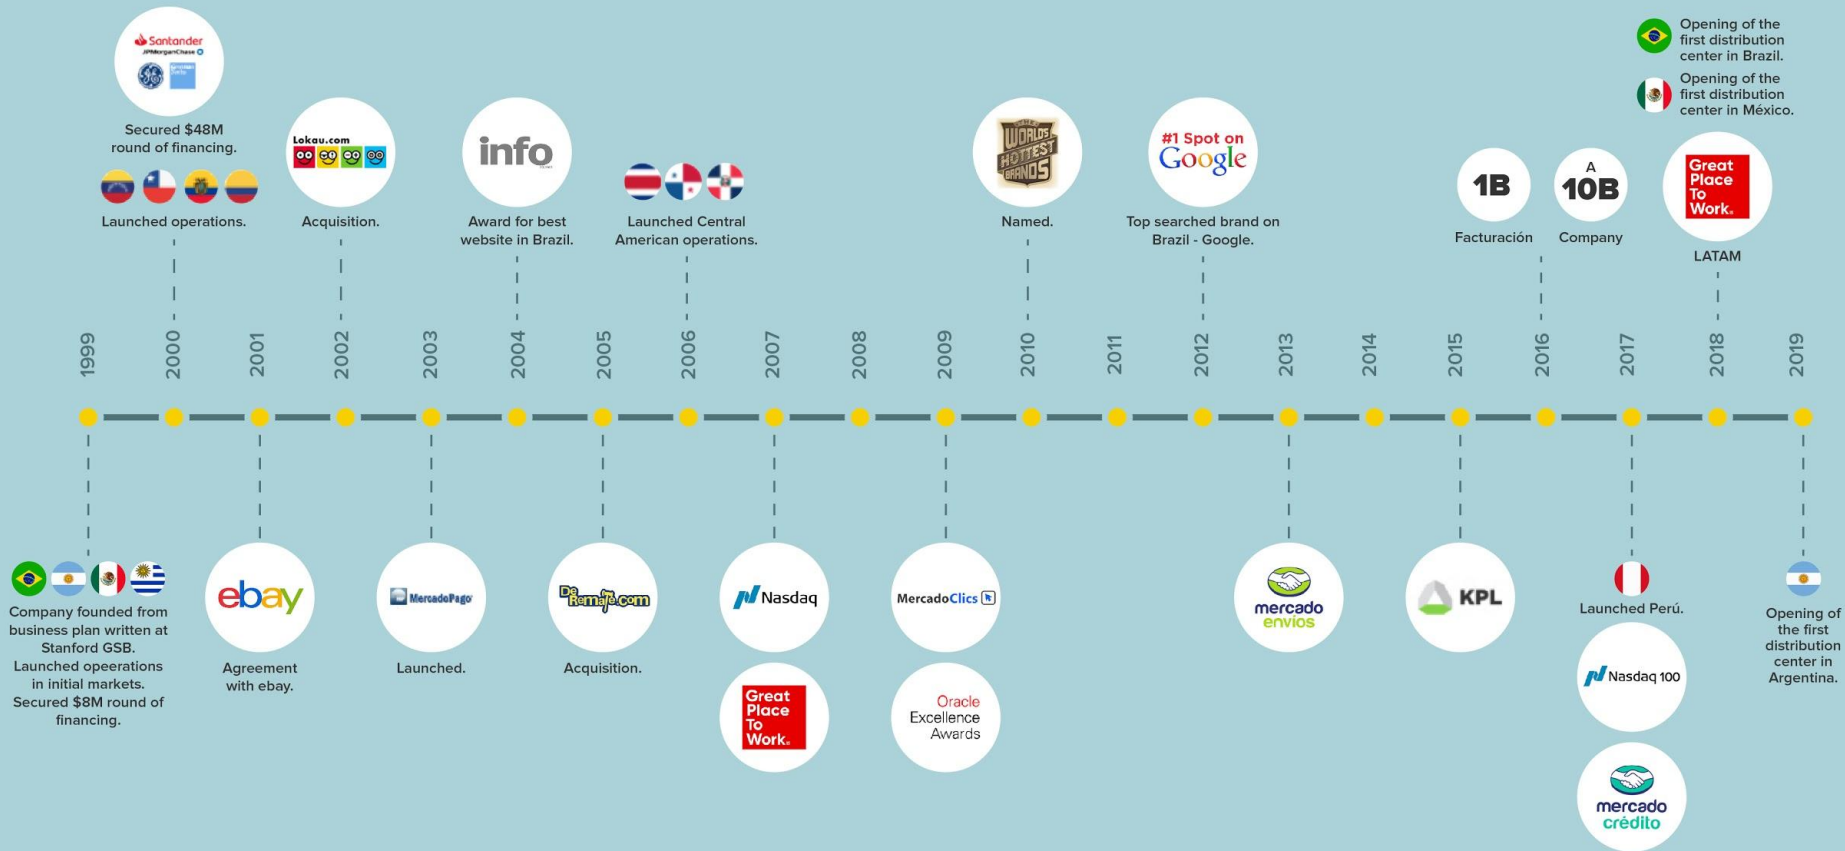 Santander
JPMorganChase
Secured $48M
round of financing.
Launched operations.
Lokau.com
Acquisition.
info
Award for best
website in Brazil.
Launched Central
American operations.
WORLDS
HOTTEST
BRANDS
Named.
#1 Spot on
Google
Top searched brand on
Brazil - Google.
1B
Facturación
A
10B
Company
Opening of the
first distribution
center in Brazil.
Opening of the
first distribution
center in México.
Great
Place
To
Work.
LATAM
1999
2000
2001
2002
2003
2004
2005
2006
2007
2008
2009
2010
2011
2012
2013
2014
2015
2016
2017
2018
2019
Company founded from
business plan written at
Stanford GSB.
Launched opeerations
in initial markets.
Secured $8M round of
financing.
ebay
Agreement
with ebay.
MercadoPago
Launched.
DeRemate.com
Acquisition.
Nasdaq
Great
Place
To
Work.
MercadoClics
Oracle
Excellence
Awards
mercado
envíos
KPL
Launched Perú.
Nasdaq 100
mercado
crédito
Opening of
the first
distribution
center in
Argentina.